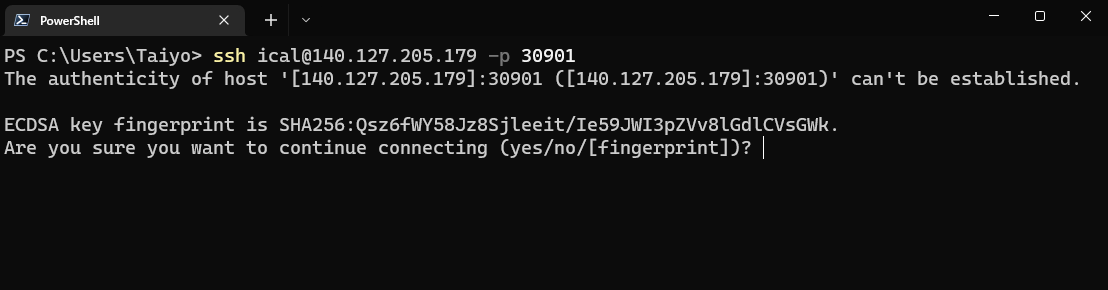 PowerShell
PS C:\Users\Taiyo> ssh ical@140.127.205.179 -p 30901
The authenticity of host '[140.127.205.179]:30901 ([140.127.205.179]:30901)' can't be established.
ECDSA key fingerprint is SHA256:Qsz6fWY58Jz8Sjleeit/Ie59JWI3pZVv8lGdlCVsGWk.
Are you sure you want to continue connecting (yes/no/[fingerprint])?